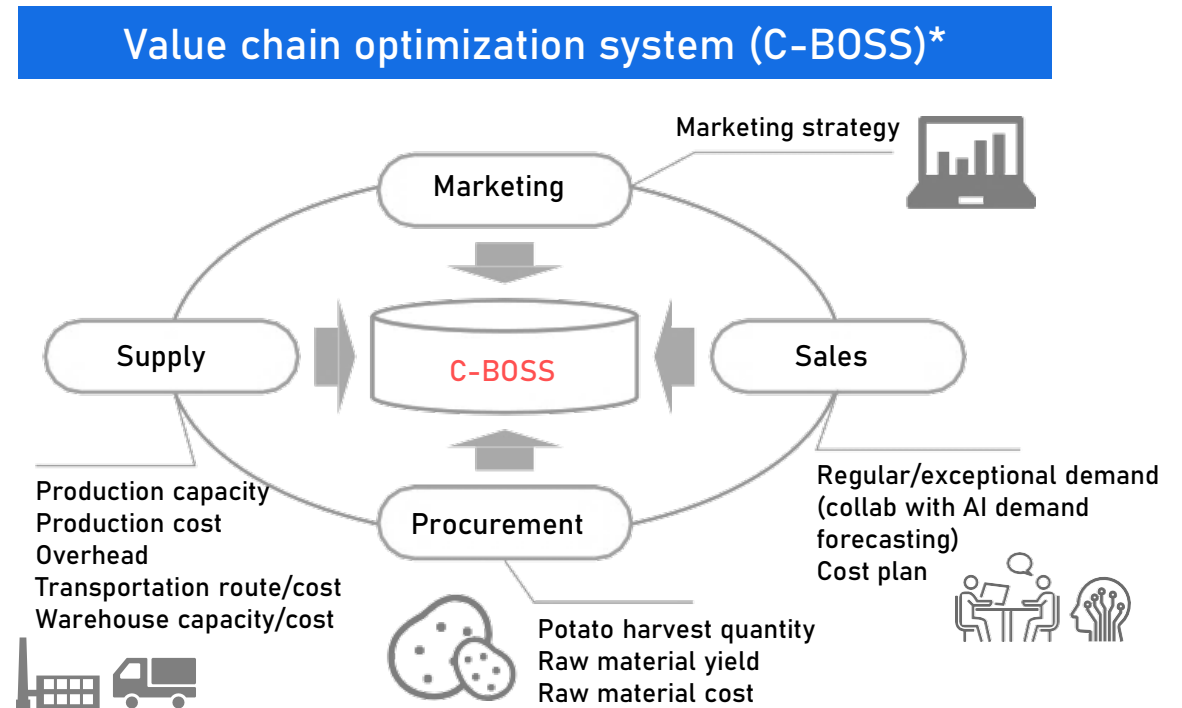 Value chain optimization system (C-BOSS)*
Marketing strategy
Marketing
Supply
C-BOSS
Sales
Production capacity
Production cost
Overhead
Transportation route/cost
Warehouse capacity/cost
Procurement
Potato harvest quantity
Raw material yield
Raw material cost
Regular/exceptional demand
(collab with AI demand
forecasting)
Cost plan